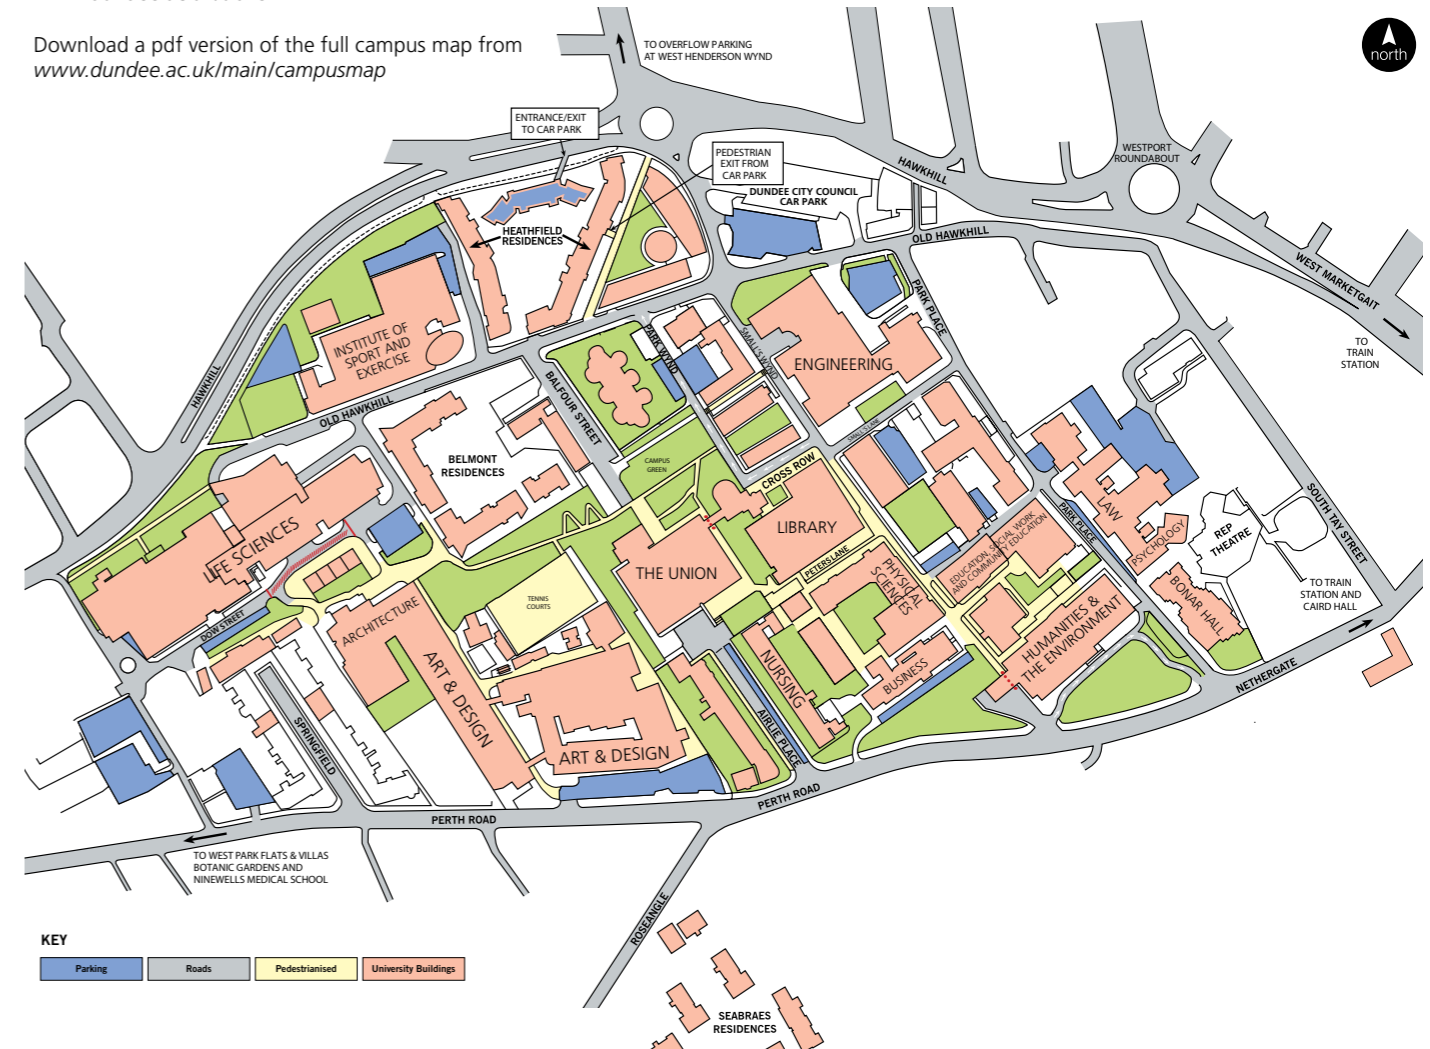 Download a pdf version of the full campus map from
www.dundee.ac.uk/main/campusmap
TO OVERFLOW PARKING
AT WEST HENDERSON WYND
north
ENTRANCE/EXIT
TO CAR PARK
PEDESTRIAN
EXIT FROM
CAR PARK
HAWKHILL
WESTPORT
ROUNDABOUT
DUNDEE CITY COUNCIL
CAR PARK
HEATHFIELD
RESIDENCES
OLD HAWKHILL
WEST MARKETGAIT
TO
TRAIN
STATION
PARK PLACE
INSTITUTE OF
SPORT AND
EXERCISE
PARK WYND
SMALL'S WYND
ENGINEERING
HAWKHILL
OLD HAWKHILL
BALFOUR STREET
SMALL'S LANE
BELMONT
RESIDENCES
CAMPUS
GREEN
CROSS ROW
LIBRARY
LIFE SCIENCES
THE UNION
PETERS LANE
PHYSICAL
SCIENCES
EDUCATION, SOCIAL WORK
AND COMMUNITY EDUCATION
PARK PLACE
LAW
PSYCHOLOGY
REP
THEATRE
SOUTH TAY STREET
BONAR HALL
TO TRAIN
STATION AND
CAIRD HALL
TENNIS
COURTS
DOW STREET
ARCHITECTURE
ART & DESIGN
ART & DESIGN
NURSING
BUSINESS
HUMANITIES &
THE ENVIRONMENT
NETHERGATE
SPRINGFIELD
AIRLIE PLACE
PERTH ROAD
PERTH ROAD
TO WEST PARK FLATS & VILLAS
BOTANIC GARDENS AND
NINEWELLS MEDICAL SCHOOL
ROSEANGLE
KEY
Parking
Roads
Pedestrianised
University Buildings
SEABRAES
RESIDENCES